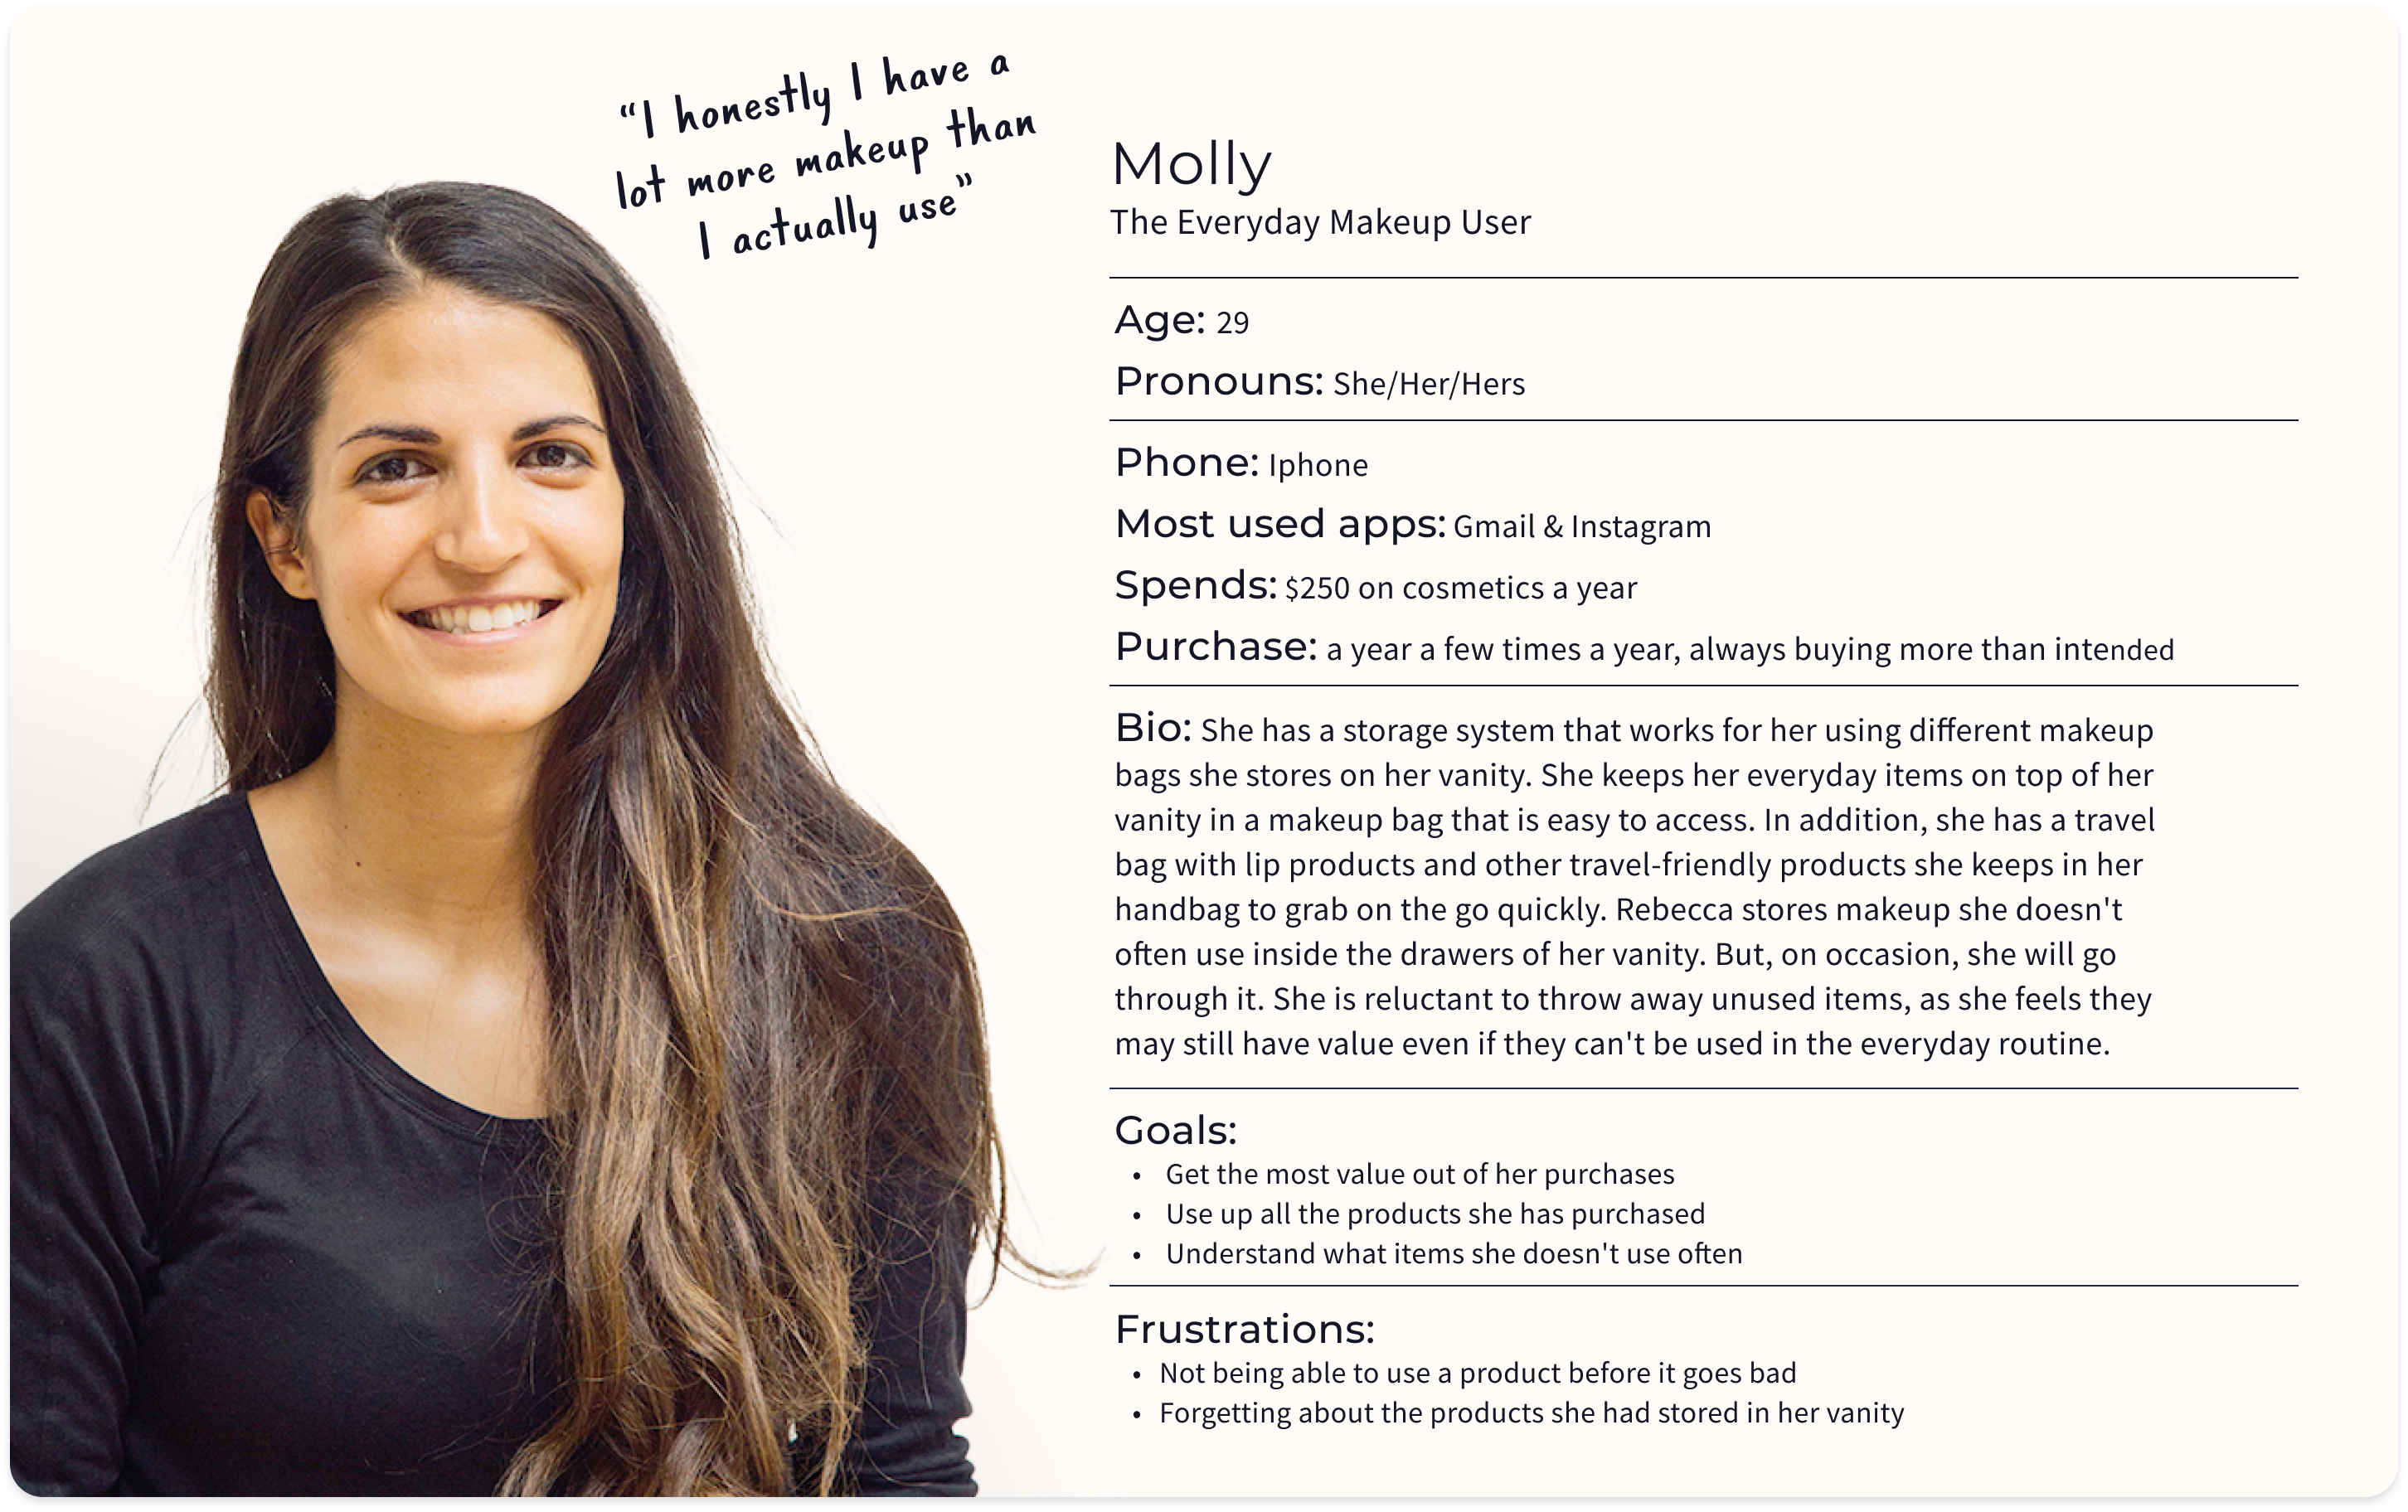 “I honestly I have a
lot more makeup than
I actually use”
Molly
The Everyday Makeup User
Age: 29
Pronouns: She/Her/Hers
Phone: Iphone
Most used apps: Gmail & Instagram
Spends: $250 on cosmetics a year
Purchase: a year a few times a year, always buying more than intended
Bio: She has a storage system that works for her using different makeup
bags she stores on her vanity. She keeps her everyday items on top of her
vanity in a makeup bag that is easy to access. In addition, she has a travel
bag with lip products and other travel-friendly products she keeps in her
handbag to grab on the go quickly. Rebecca stores makeup she doesn't
often use inside the drawers of her vanity. But, on occasion, she will go
through it. She is reluctant to throw away unused items, as she feels they
may still have value even if they can't be used in the everyday routine.
Goals:
• Get the most value out of her purchases
• Use up all the products she has purchased
• Understand what items she doesn't use often
Frustrations:
• Not being able to use a product before it goes bad
• Forgetting about the products she had stored in her vanity